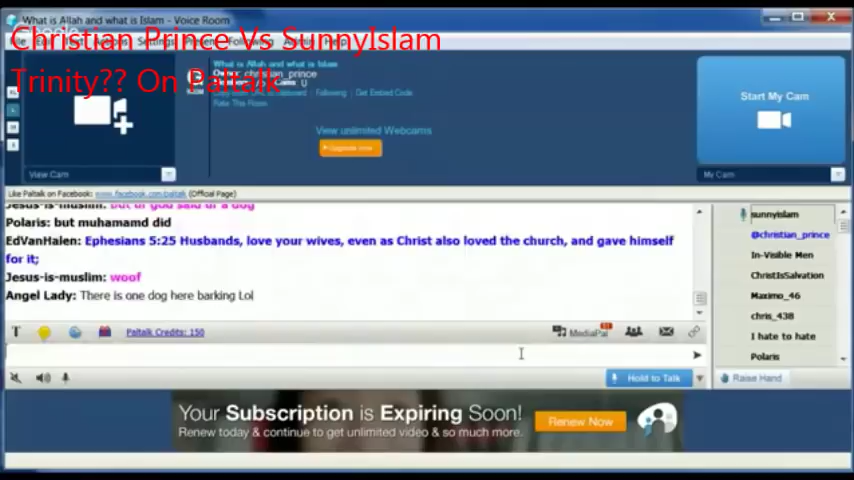 What is Allah and what is Islam - Voice Room
Christian Prince Vs SunnyIslam
Trinity?? On Paltalk
What is Allah and what is Islam
christian_prince
Following | Get Embed Code
Rate This Room
View unlimited Webcams
Upgrade now
Start My Cam
View Cam
My Cam
Like Paltalk on Facebook: www.facebook.com/paltalk (Official Page)
Polaris: but muhamamd did
EdVanHalen: Ephesians 5:25 Husbands, love your wives, even as Christ also loved the church, and gave himself
for it;
Jesus-is-muslim: woof
Angel Lady: There is one dog here barking Lol
sunnyislam
@christian_prince
In-Visible Men
ChristIsSalvation
Maximo_46
chris_438
I hate to hate
Polaris
T Paltalk Credits: 150
MediaPal
Hold to Talk
Raise Hand
Your Subscription is Expiring Soon!
Renew today & continue to get unlimited video & so much more.
Renew Now